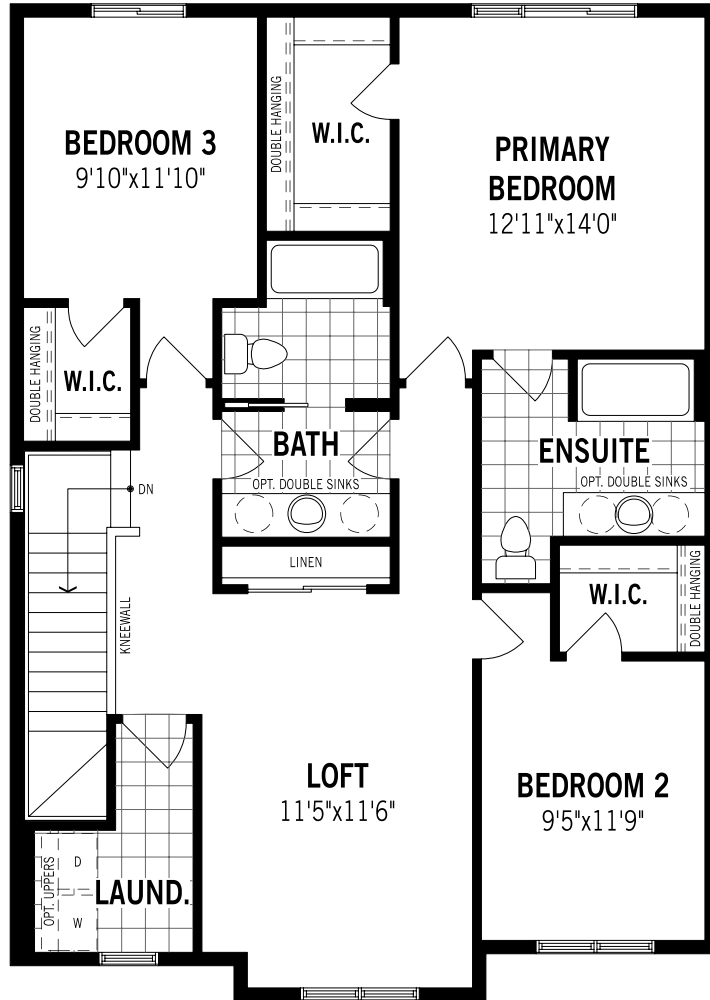 BEDROOM 3
9'10"x11'10"
DOUBLE HANGING
W.I.C.
PRIMARY
BEDROOM
12'11"x14'0"
DOUBLE HANGING
W.I.C.
BATH
OPT. DOUBLE SINKS
ENSUITE
OPT. DOUBLE SINKS
DN
LINEN
KNEEWALL
W.I.C.
DOUBLE HANGING
LOFT
11'5"x11'6"
BEDROOM 2
9'5"x11'9"
OPT. UPPERS
D
LAUND.
W